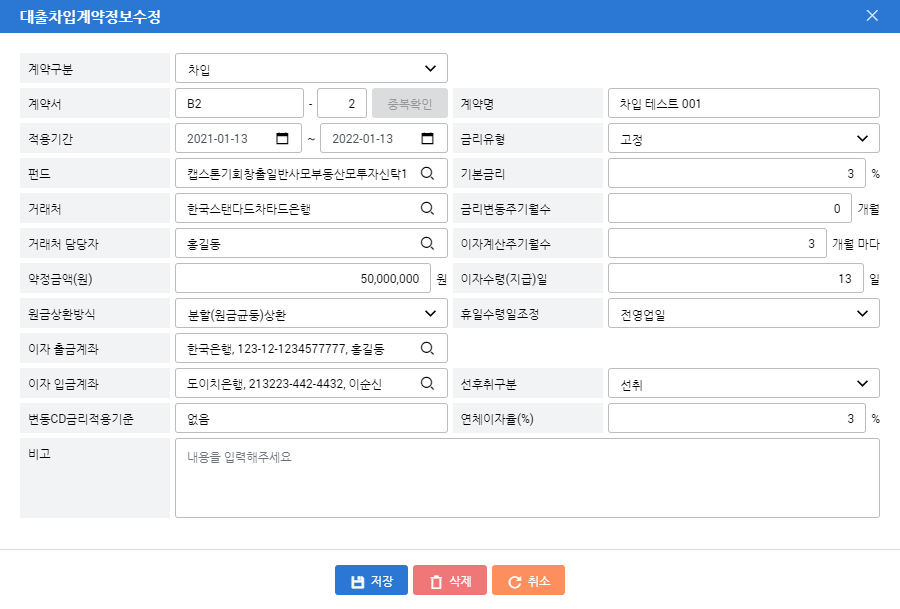 대출차입계약정보수정
계약구분 차입
계약서 B2 - 2 중복확인 계약명 차입 테스트 001
적용기간 2021-01-13 ~ 2022-01-13 금리유형 고정
펀드 캡스톤기회창출일반사모부동산모투자신탁1 기본금리 3 %
거래처 한국스탠다드차타드은행 금리변동주기월수 0 개월
거래처 담당자 홍길동 이자계산주기월수 3 개월 마다
약정금액(원) 50,000,000 원 이자수령(지급)일 13 일
원금상환방식 분할(원금균등)상환 휴일수령일조정 전영업일
이자 출금계좌 한국은행, 123-12-1234577777, 홍길동
이자 입금계좌 도이치은행, 213223-442-4432, 이순신 선후취구분 선취
변동CD금리적용기준 없음 연체이자율(%) 3 %
비고 내용을 입력해주세요
저장 삭제 취소